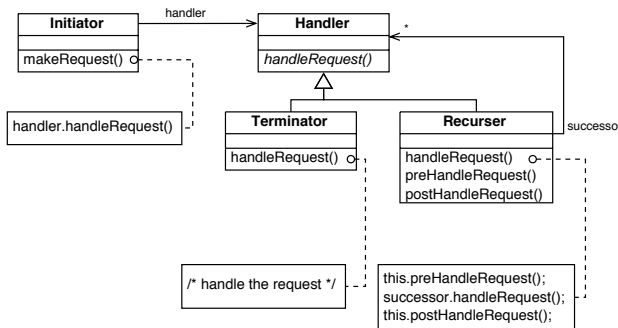 handler
Initiator
Handler
*
makeRequest()
handleRequest()
handler.handleRequest()
Terminator
Recurser
successo
handleRequest()
handleRequest()
preHandleRequest()
postHandleRequest()
/* handle the request */
this.preHandleRequest();
successor.handleRequest();
this.postHandleRequest();